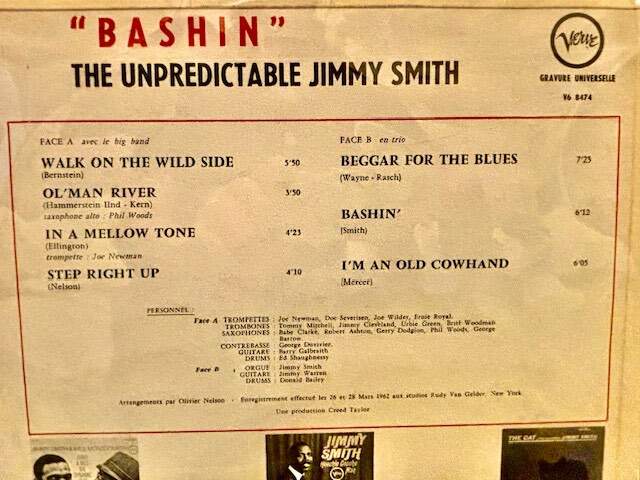 "BASHIN"
THE UNPREDICTABLE JIMMY SMITH
Verve
GRAVURE UNIVERSELLE
V6 8474
FACE A avec le big band
WALK ON THE WILD SIDE 5'50
(Bernstein)
OL'MAN RIVER 3'50
(Hammerstein IInd - Kern)
saxophone alto : Phil Woods
IN A MELLOW TONE 4'23
(Ellington)
trompette : Joe Newman
STEP RIGHT UP 4'10
(Nelson)
FACE B en trio
BEGGAR FOR THE BLUES 7'25
(Wayne - Rasch)
BASHIN' 6'12
(Smith)
I'M AN OLD COWHAND 6'05
(Mercer)
PERSONNEL :
Face A TROMPETTES : Joe Newman, Doc Severisen, Joe Wilder, Ernie Royal.
TROMBONES : Tommy Mitchell, Jimmy Cleveland, Urbie Green, Britt Woodman
SAXOPHONES : Babe Clarke, Robert Ashton, Gerry Dodgion, Phil Woods, George
Barrow.
CONTREBASSE : George Duvivier.
GUITARE : Barry Galbraith
DRUMS : Ed Shaughnessy
Face B ORGUE : Jimmy Smith
GUITARE : Jimmy Warren
DRUMS : Donald Bailey
Arrangements par Olivier Nelson - Enregistrement effectué les 26 et 28 Mars 1962 aux studios Rudy Van Gelder, New York
Une production Creed Taylor
JIMMY
SMITH
Hoochie Cooche
Man
THE CAT